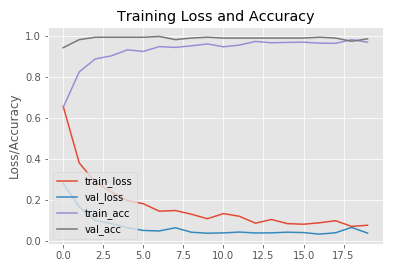 Training Loss and Accuracy
Loss/Accuracy
1.0
0.8
0.6
0.4
0.2
0.0
train_loss
val_loss
train_acc
val_acc
0.0 2.5 5.0 7.5 10.0 12.5 15.0 17.5